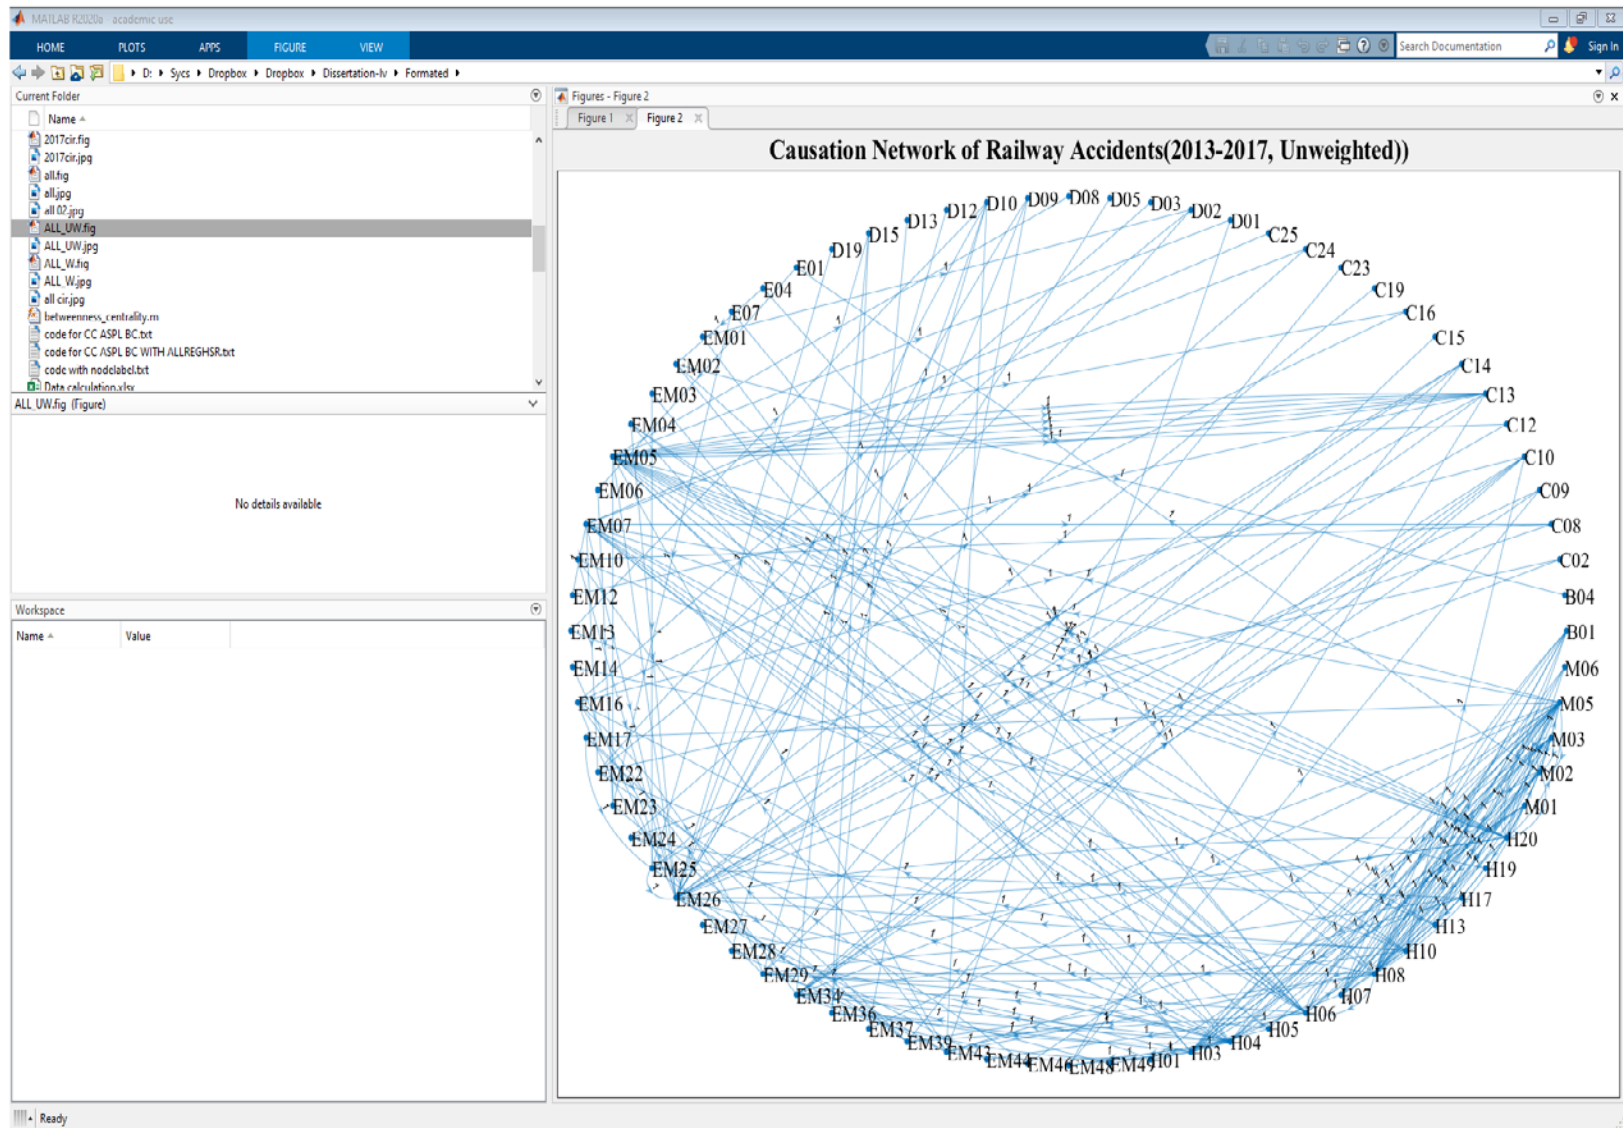 MATLAB R2020a - academic use
HOME PLOTS APPS FIGURE VIEW
Search Documentation
Sign In
D: Sycs Dropbox Dropbox Dissertation-lv Formated
Current Folder
Name
2017cir.fig
2017cir.jpg
all.fig
all.jpg
all 02.jpg
ALL_UW.fig
ALL_UW.jpg
ALL_W.fig
ALL_W.jpg
all cir.jpg
betweenness_centrality.m
code for CC ASPL BC.txt
code for CC ASPL BC WITH ALLREGHSR.txt
code with nodelabel.txt
Data calculation.xlsx
ALL_UW.fig (Figure)
No details available
Workspace
Name Value
Ready
Figures - Figure 2
Figure 1 Figure 2
Causation Network of Railway Accidents(2013-2017, Unweighted))
D08
D05
D03
D02
D01
C25
C24
C23
C19
C16
C15
C14
C13
C12
C10
C09
C08
C02
B04
B01
M06
M05
M03
M02
M01
H20
H19
H17
H13
H10
H08
H07
H06
H05
H04
H03
H01
EM49
EM48
EM46
EM44
EM43
EM39
EM37
EM36
EM34
EM29
EM28
EM27
EM26
EM25
EM24
EM23
EM22
EM17
EM16
EM14
EM13
EM12
EM10
EM07
EM06
EM05
EM04
EM03
EM02
EM01
E07
E04
E01
D19
D15
D13
D12
D10
D09